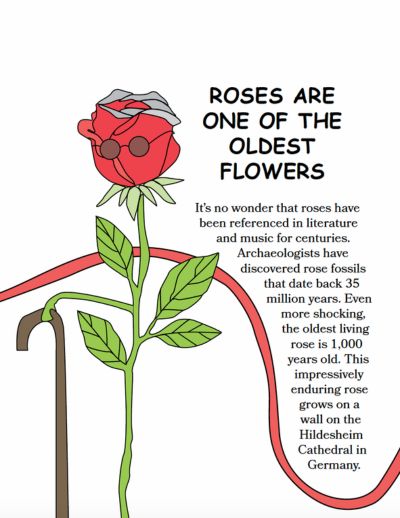 ROSES ARE
ONE OF THE
OLDEST
FLOWERS
It's no wonder that roses have
been referenced in literature
and music for centuries.
Archaeologists have
discovered rose fossils
that date back 35
million years. Even
more shocking,
the oldest living
rose is 1,000
years old. This
impressively
enduring rose
grows on a
wall on the
Hildesheim
Cathedral in
Germany.